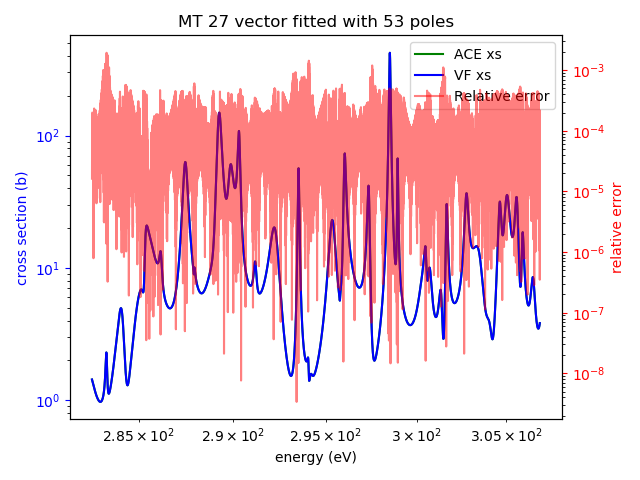 MT 27 vector fitted with 53 poles
ACE xs
VF xs
Relative error
cross section (b)
10² 
10¹
10⁰
10⁻³
10⁻⁴
10⁻⁵
10⁻⁶
10⁻⁷
10⁻⁸
relative error
2.85 × 10² 2.9 × 10² 2.95 × 10² 3 × 10² 3.05 × 10²
energy (eV)